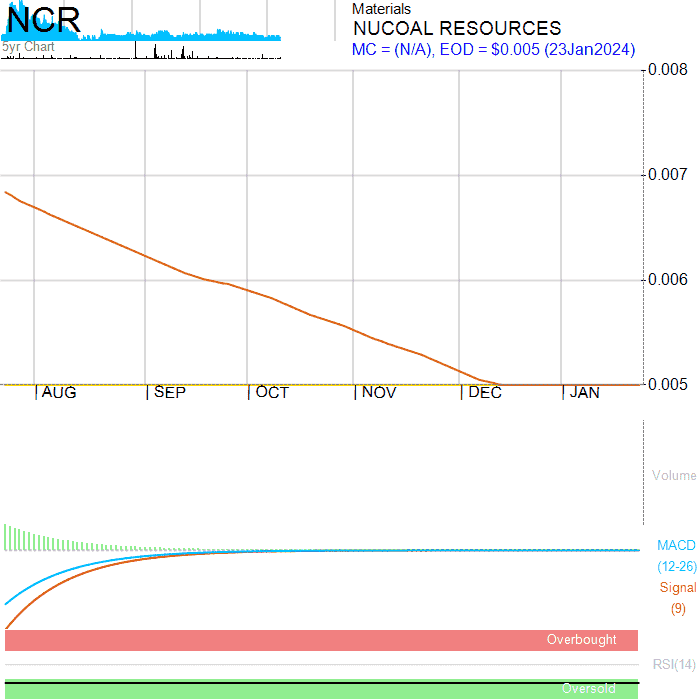 NCR
5yr Chart
Materials
NUCOAL RESOURCES
MC = (N/A), EOD = $0.005 (23Jan2024)
0.008
0.007
0.006
0.005
AUG
SEP
OCT
NOV
DEC
JAN
Volume
MACD
(12-26)
Signal
(9)
Overbought
RSI(14)
Oversold